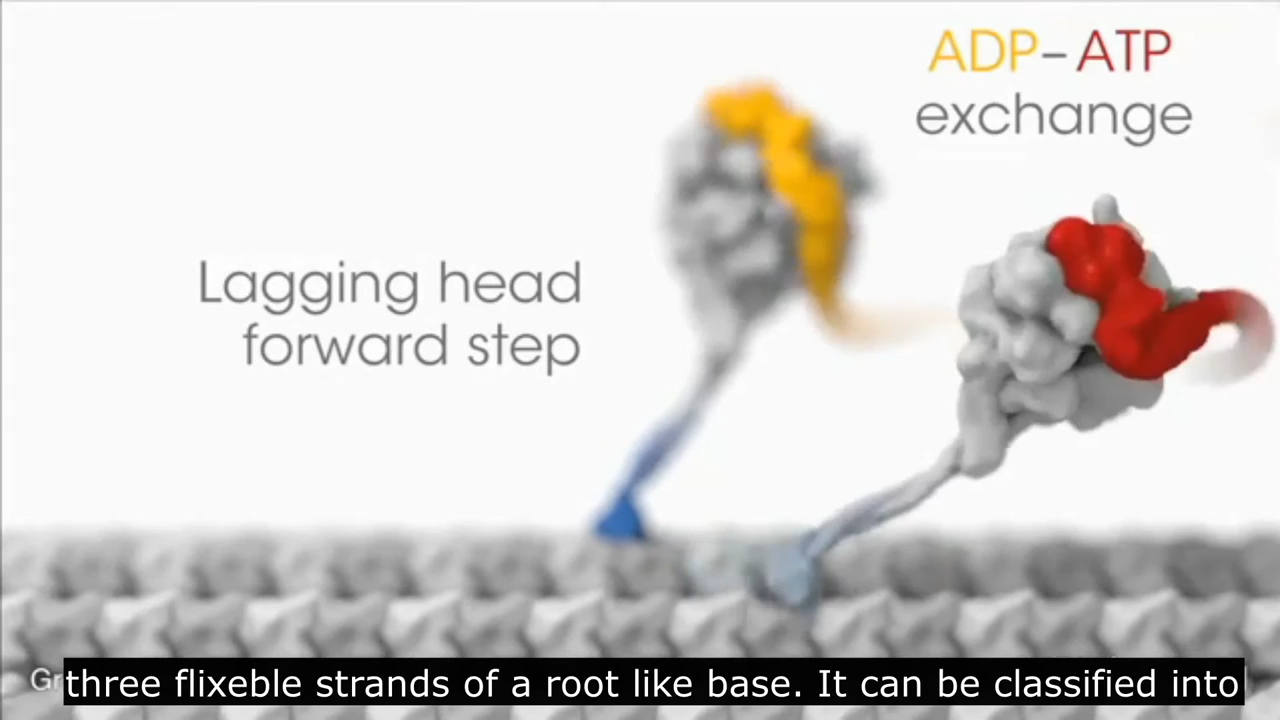 ADP–ATP
exchange
Lagging head
forward step
three flixeble strands of a root like base. It can be classified into